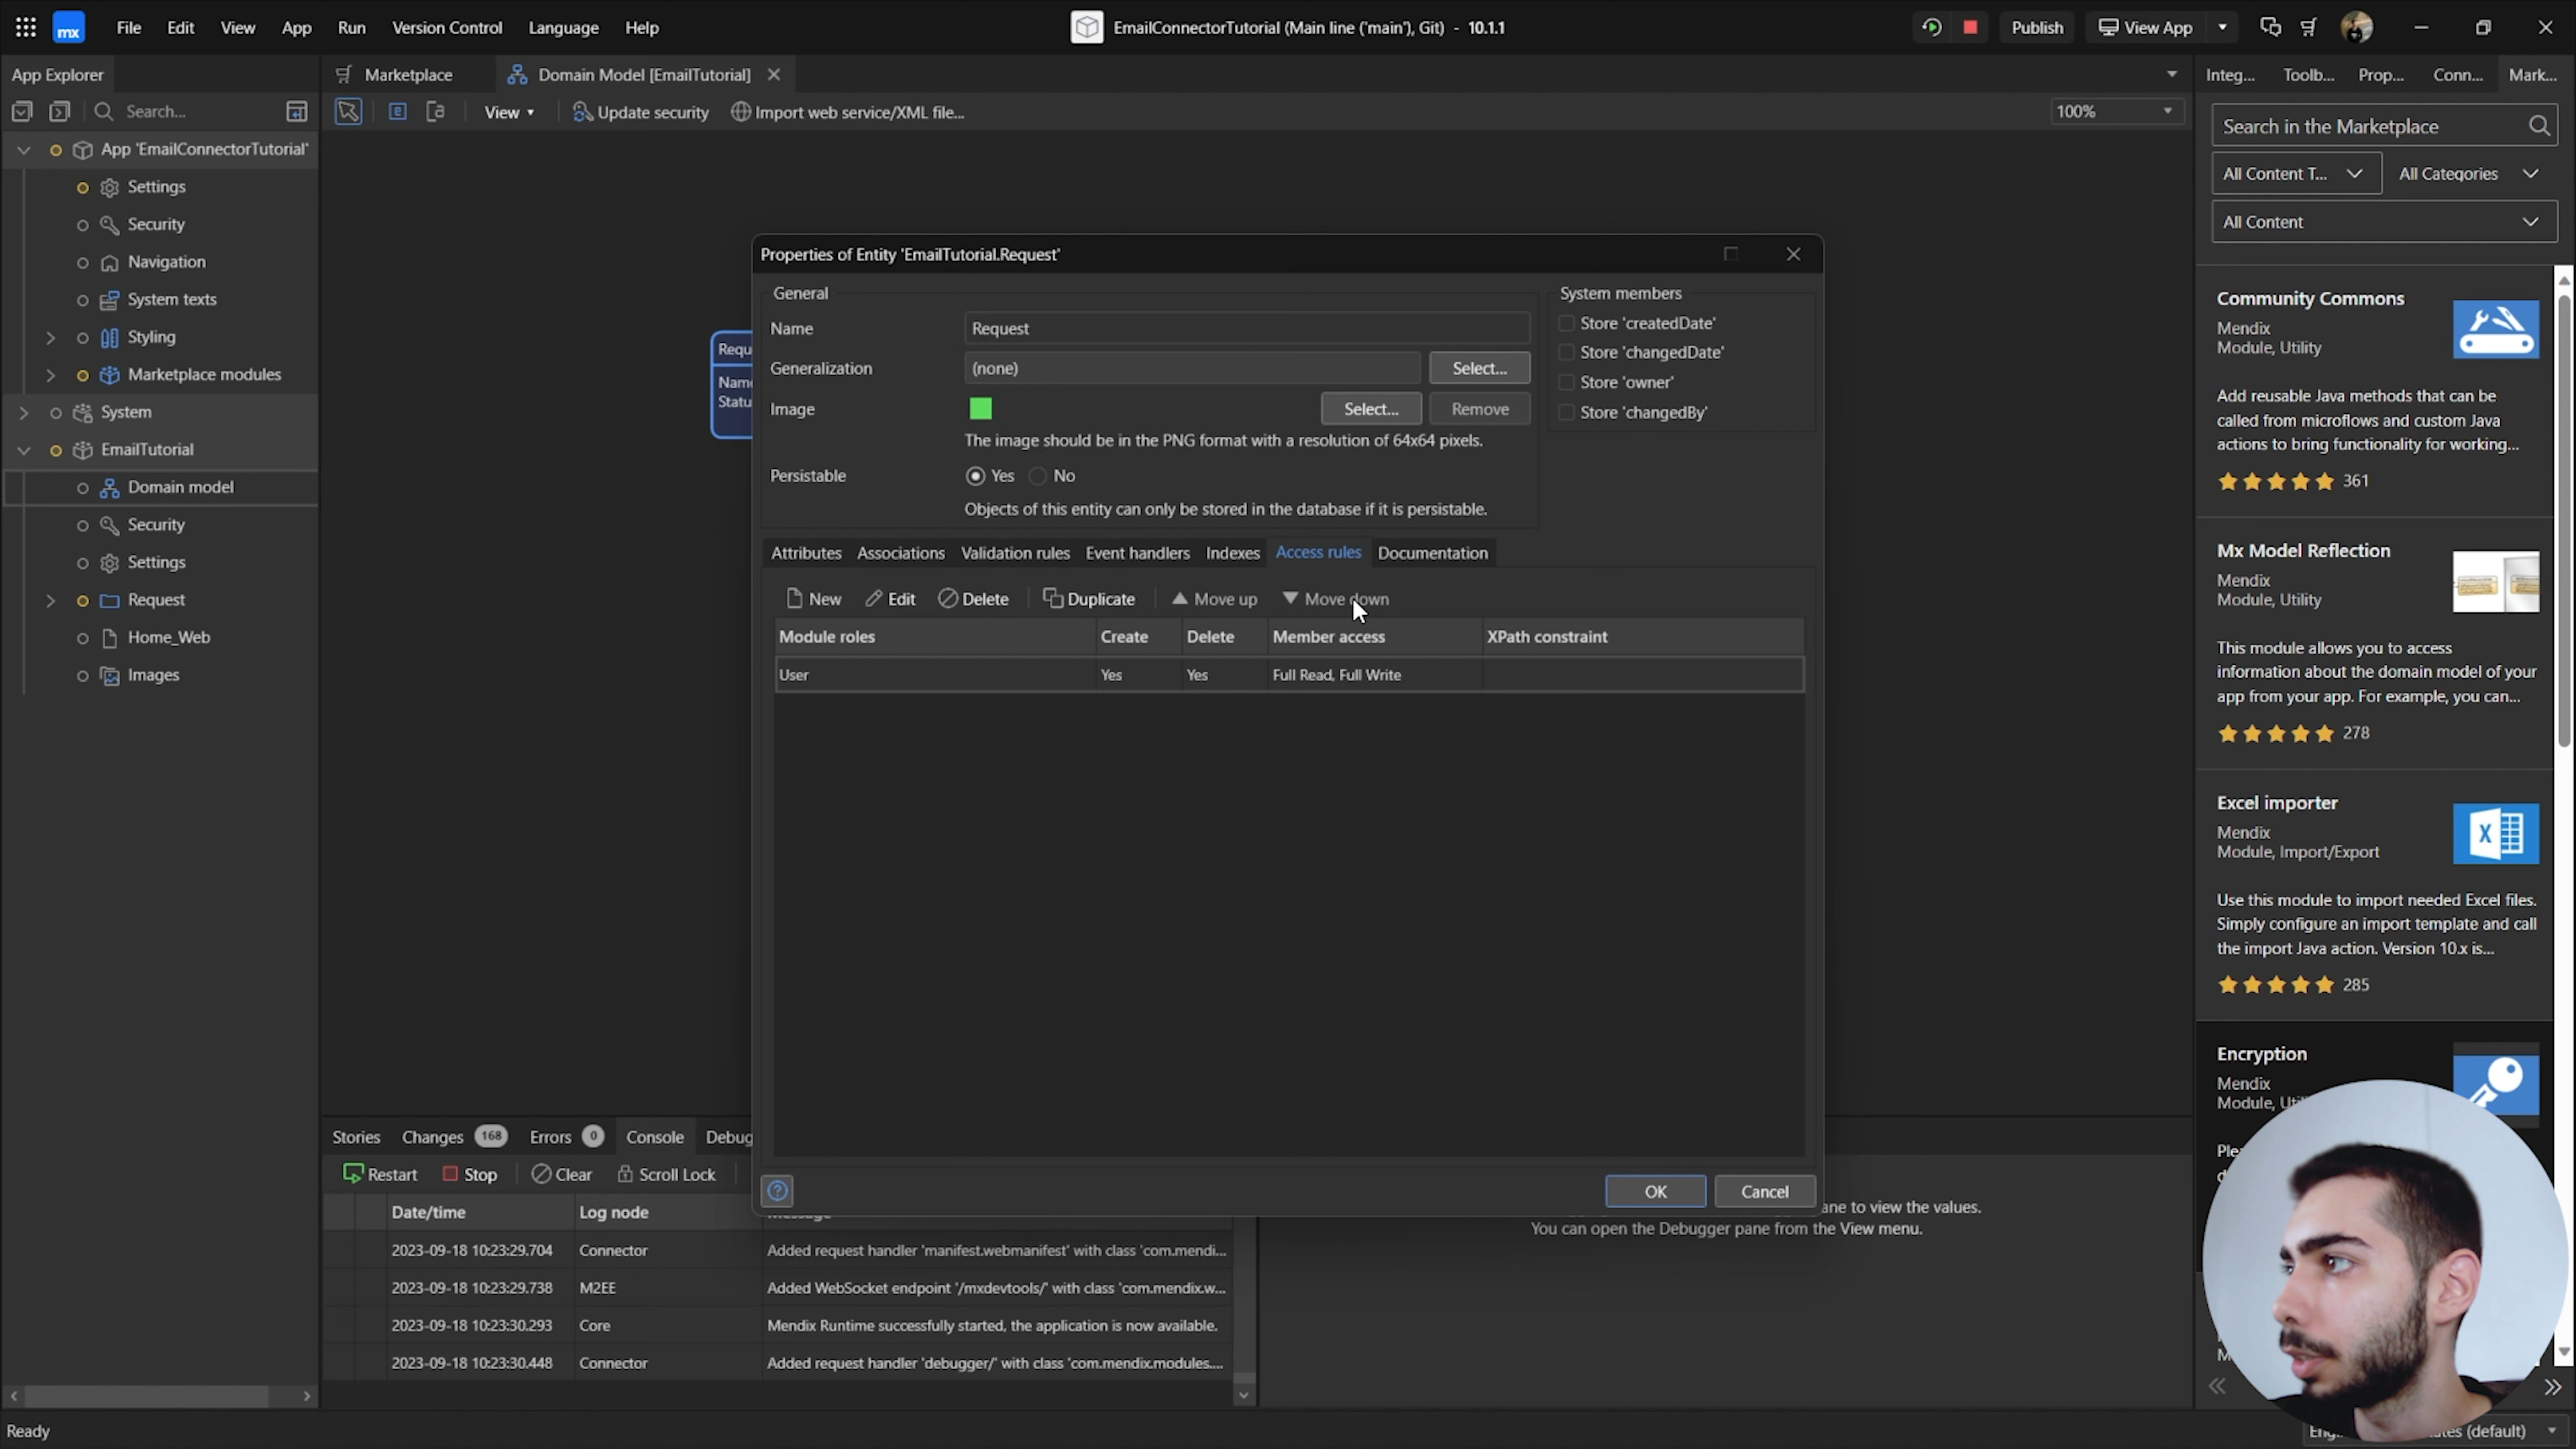 mx File Edit View App Run Version Control Language Help
EmailConnectorTutorial (Main line ('main'), Git) - 10.1.1
Publish View App
App Explorer
Marketplace
Domain Model [EmailTutorial]
Integ... Toolb... Prop... Conn... Mark...
Search...
View
Update security
Import web service/XML file...
100%
Search in the Marketplace
All Content T...
All Categories
All Content
App 'EmailConnectorTutorial'
Settings
Security
Navigation
System texts
Styling
Marketplace modules
System
EmailTutorial
Domain model
Security
Settings
Request
Home_Web
Images
Requ
Name
Statu
Properties of Entity 'EmailTutorial.Request'
General
Name
Request
Generalization
(none)
Select...
Image
Select...
Remove
The image should be in the PNG format with a resolution of 64x64 pixels.
Persistable
Yes
No
Objects of this entity can only be stored in the database if it is persistable.
System members
Store 'createdDate'
Store 'changedDate'
Store 'owner'
Store 'changedBy'
Attributes Associations Validation rules Event handlers Indexes Access rules Documentation
New Edit Delete Duplicate Move up Move down
Module roles Create Delete Member access XPath constraint
User Yes Yes Full Read, Full Write
OK Cancel
Community Commons
Mendix
Module, Utility
Add reusable Java methods that can be
called from microflows and custom Java
actions to bring functionality for working...
361
Mx Model Reflection
Mendix
Module, Utility
This module allows you to access
information about the domain model of your
app from your app. For example, you can...
278
Excel importer
Mendix
Module, Import/Export
Use this module to import needed Excel files.
Simply configure an import template and call
the import Java action. Version 10.x is...
285
Encryption
Mendix
Module,
Stories Changes 168 Errors 0 Console Debug
Restart Stop Clear Scroll Lock
Date/time Log node
2023-09-18 10:23:29.704 Connector Added request handler 'manifest.webmanifest' with class 'com.mendi...
2023-09-18 10:23:29.738 M2EE Added WebSocket endpoint '/mxdevtools/' with class 'com.mendix.w...
2023-09-18 10:23:30.293 Core Mendix Runtime successfully started, the application is now available.
2023-09-18 10:23:30.448 Connector Added request handler 'debugger/' with class 'com.mendix.modules....
ane to view the values.
You can open the Debugger pane from the View menu.
Ready
(default)